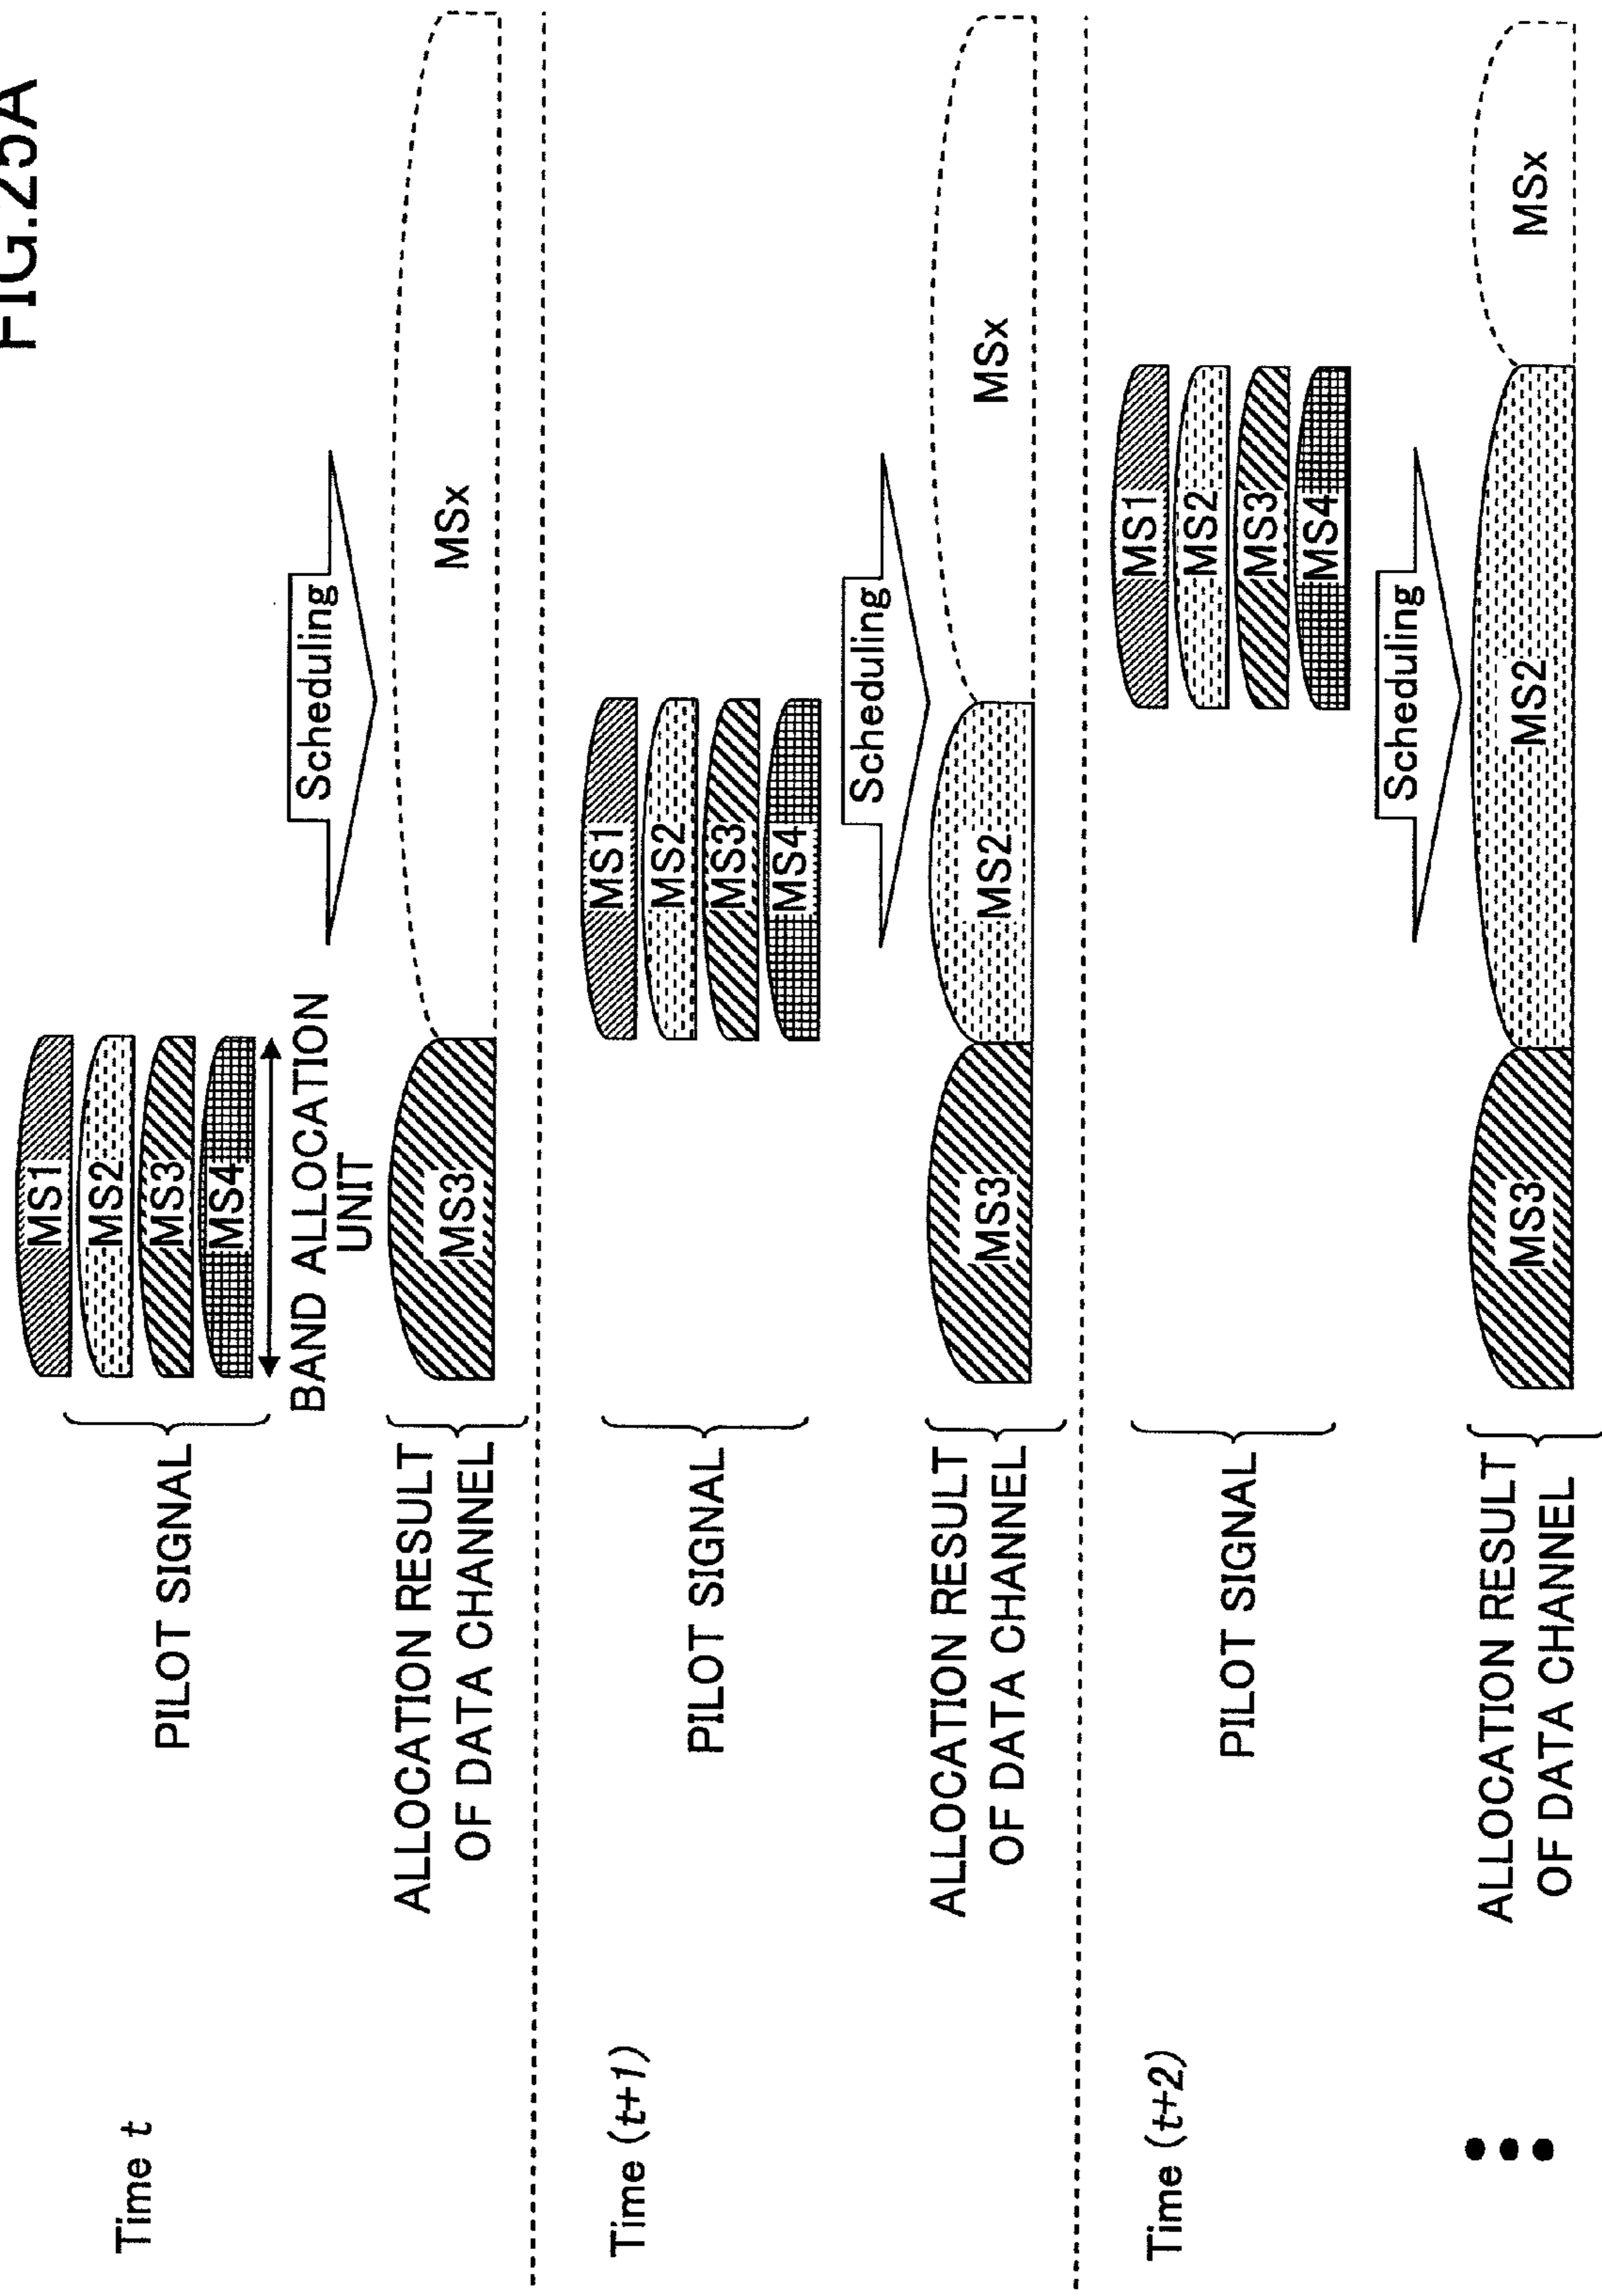 FIG.25A
Time t
PILOT SIGNAL
MS1
MS2
MS3
MS4
BAND ALLOCATION
UNIT
Scheduling
ALLOCATION RESULT
OF DATA CHANNEL
MS3
MSx
Time (t+1)
PILOT SIGNAL
MS1
MS2
MS3
MS4
Scheduling
ALLOCATION RESULT
OF DATA CHANNEL
MS3
MS2
MSx
Time (t+2)
PILOT SIGNAL
MS1
MS2
MS3
MS4
Scheduling
ALLOCATION RESULT
OF DATA CHANNEL
MS3
MS2
MSx